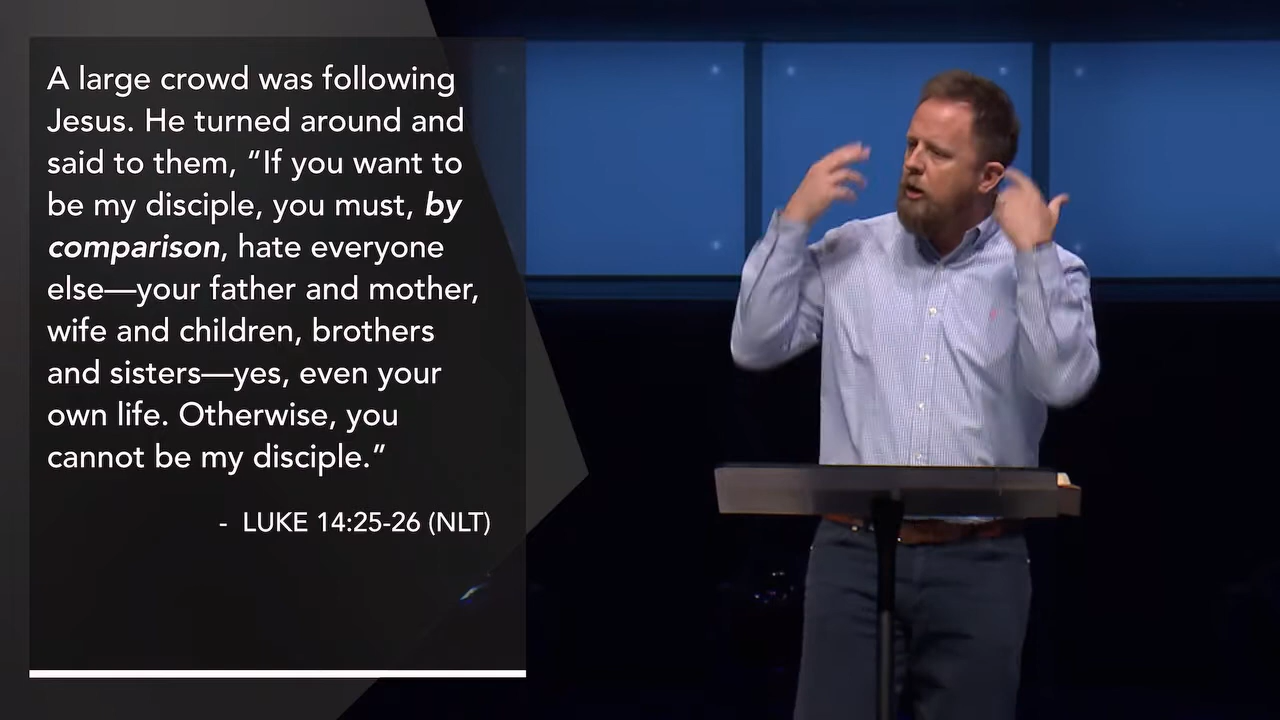 A large crowd was following
Jesus. He turned around and
said to them, “If you want to
be my disciple, you must, by
comparison, hate everyone
else—your father and mother,
wife and children, brothers
and sisters—yes, even your
own life. Otherwise, you
cannot be my disciple.”
- LUKE 14:25-26 (NLT)